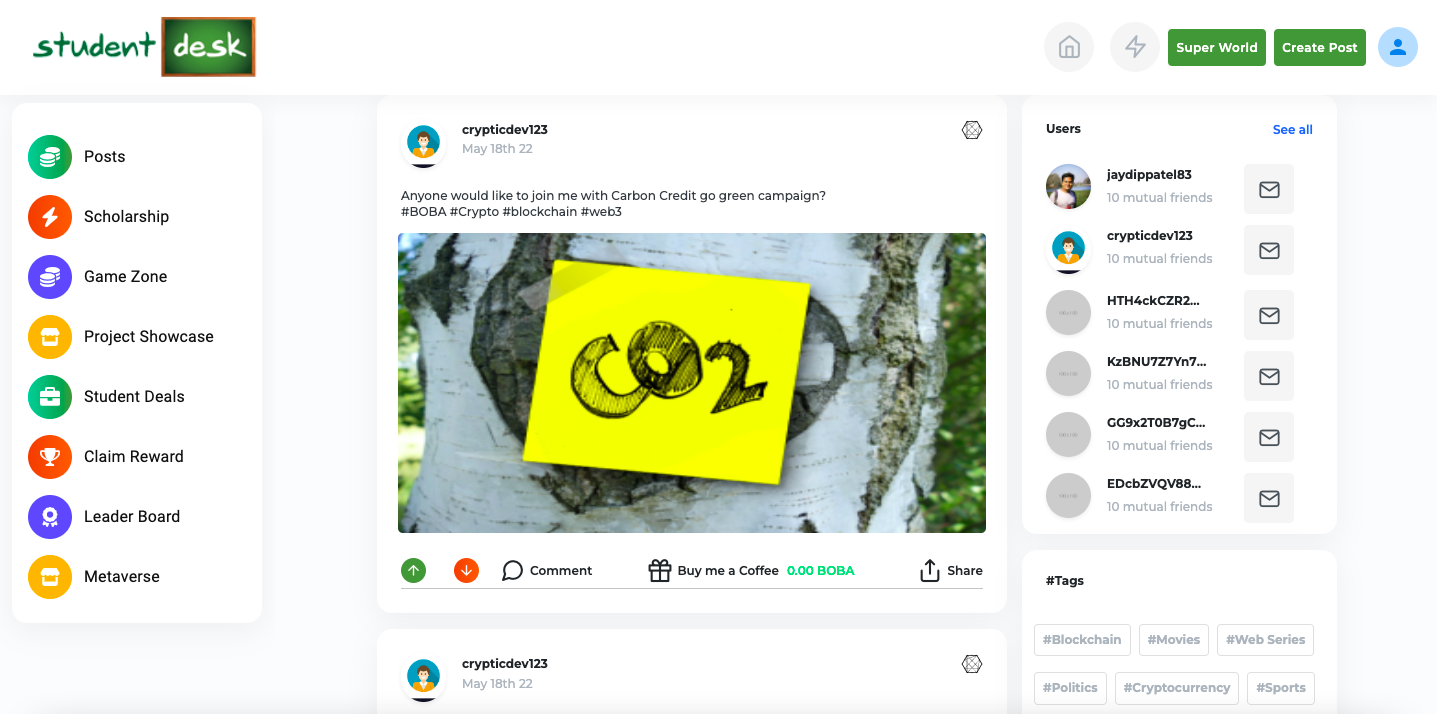 student desk
Super World
Create Post
Posts
Scholarship
Game Zone
Project Showcase
Student Deals
Claim Reward
Leader Board
Metaverse
crypticdev123
May 18th 22
Anyone would like to join me with Carbon Credit go green campaign?
#BOBA #Crypto #blockchain #web3
CO2
Comment
Buy me a Coffee 0.00 BOBA
Share
crypticdev123
May 18th 22
Users
See all
jaydippatel83
10 mutual friends
crypticdev123
10 mutual friends
HTH4ckCZR2...
10 mutual friends
KzBNU7Z7Yn7...
10 mutual friends
GG9x2T0B7gC...
10 mutual friends
EDcbZVQV88...
10 mutual friends
#Tags
#Blockchain #Movies #Web Series
#Politics #Cryptocurrency #Sports